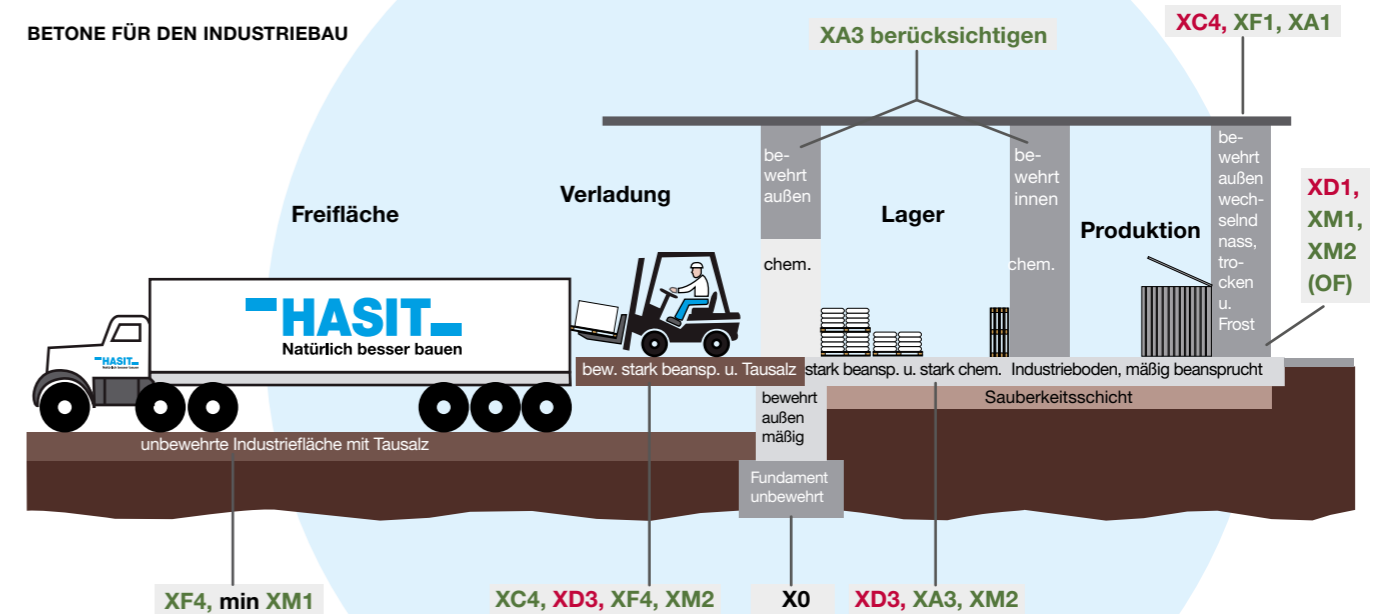 BETONE FÜR DEN INDUSTRIEBAU
XA3 berücksichtigen
XC4, XF1, XA1
be-
wehrt
außen
be-
wehrt
innen
be-
wehrt
außen
wech-
selnd
nass,
tro-
cken
u.
Frost
XD1,
XM1,
XM2
(OF)
Freifläche
Verladung
Lager
Produktion
chem.
chem.
HASIT
Natürlich besser bauen
HASIT
Natürlich besser bauen
bew. stark beansp. u. Tausalz
stark beansp. u. stark chem.
Industrieboden, mäßig beansprucht
Sauberkeitsschicht
bewehrt
außen
mäßig
unbewehrte Industriefläche mit Tausalz
Fundament
unbewehrt
XF4, min XM1
XC4, XD3, XF4, XM2
X0
XD3, XA3, XM2